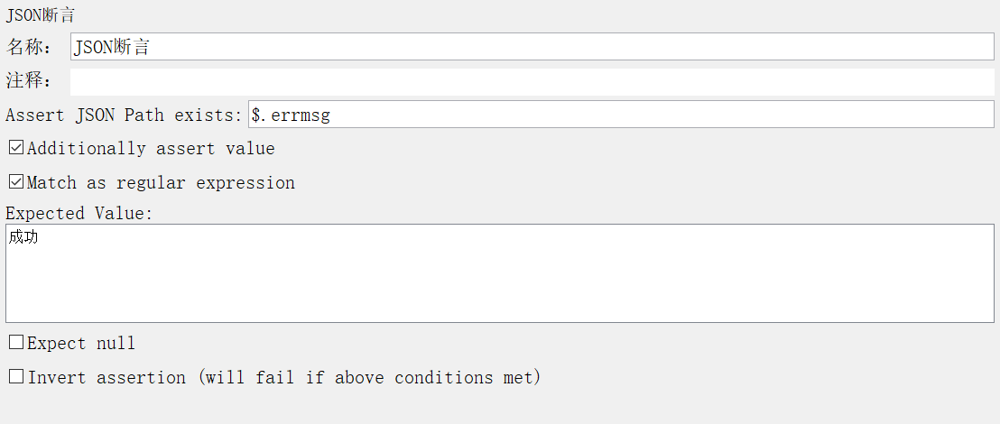 JSON断言
名称： JSON断言
注释：
Assert JSON Path exists: $.errmsg
Additionally assert value
Match as regular expression
Expected Value:
成功
Expect null
Invert assertion (will fail if above conditions met)